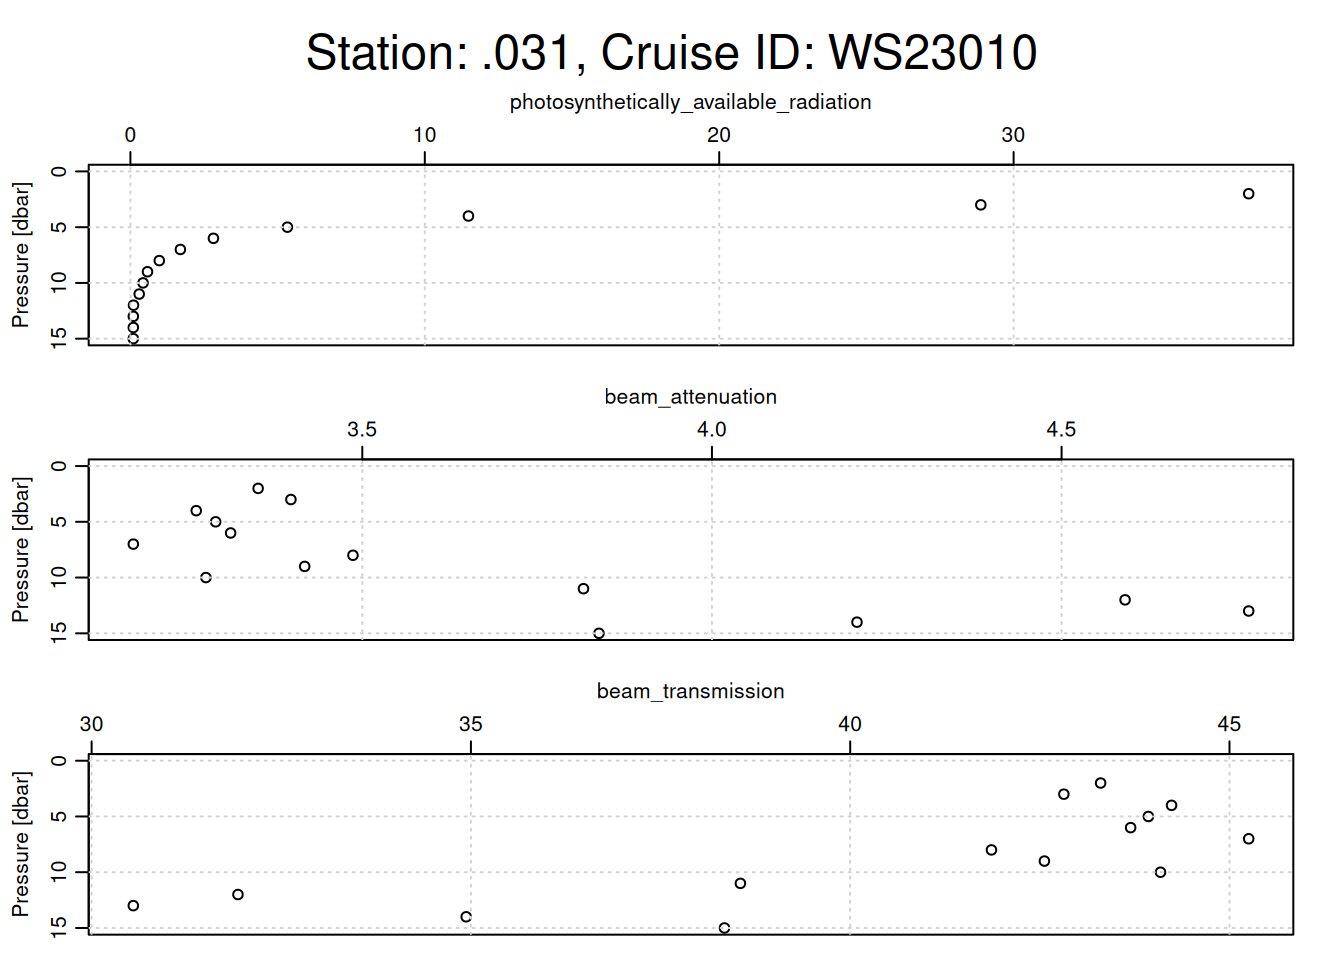 Station: .031, Cruise ID: WS23010
photosynthetically_available_radiation
0 10 20 30
Pressure [dbar]
0
5
10
15
beam_attenuation
3.5 4.0 4.5
Pressure [dbar]
0
5
10
15
beam_transmission
30 35 40 45
Pressure [dbar]
0
5
10
15